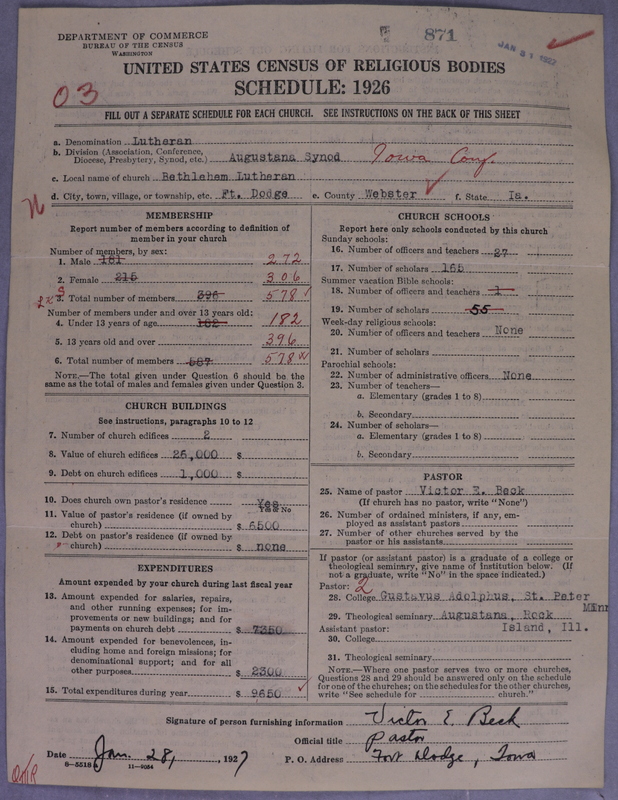 DEPARTMENT OF COMMERCE
BUREAU OF THE CENSUS
WASHINGTON
871
JAN 31 1927
UNITED STATES CENSUS OF RELIGIOUS BODIES
SCHEDULE: 1926
03
FILL OUT A SEPARATE SCHEDULE FOR EACH CHURCH. SEE INSTRUCTIONS ON THE BACK OF THIS SHEET
a. Denomination Lutheran
b. Division (Association, Conference, Diocese, Presbytery, Synod, etc.) Augustana Synod Iowa Conf.
c. Local name of church Bethlehem Lutheran
d. City, town, village, or township, etc. Ft. Dodge e. County Webster f. State Ia.
MEMBERSHIP
Report number of members according to definition of
member in your church
Number of members, by sex:
1. Male 181 272
2. Female 215 306
3. Total number of members 396 578
Number of members under and over 13 years old:
4. Under 13 years of age 182
5. 13 years old and over 396
6. Total number of members 587 578
NOTE.—The total given under Question 6 should be
same as the total of males and females given under Question 3.
CHURCH BUILDINGS
See instructions, paragraphs 10 to 12
7. Number of church edifices 2
8. Value of church edifices 25,000 $
9. Debt on church edifices 1,000 $
10. Does church own pastor's residence Yes
Yes or No
11. Value of pastor's residence (if owned by
church) $ 6500
12. Debt on pastor's residence (if owned by
church) $ none
EXPENDITURES
Amount expended by your church during last fiscal year
13. Amount expended for salaries, repairs,
and other running expenses; for im-
provements or new buildings; and for
payments on church debt $ 7350
14. Amount expended for benevolences, in-
cluding home and foreign missions; for
denominational support; and for all
other purposes $ 2300
15. Total expenditures during year $ 9650
CHURCH SCHOOLS
Report here only schools conducted by this church
Sunday schools:
16. Number of officers and teachers 27
17. Number of scholars 165
Summer vacation Bible schools:
18. Number of officers and teachers 1
19. Number of scholars 55
Week-day religious schools:
20. Number of officers and teachers None
21. Number of scholars
Parochial schools:
22. Number of administrative officers None
23. Number of teachers—
a. Elementary (grades 1 to 8)
b. Secondary
24. Number of scholars—
a. Elementary (grades 1 to 8)
b. Secondary
PASTOR
25. Name of pastor Victor E. Beck
(If church has no pastor, write "None")
26. Number of ordained ministers, if any, em-
ployed as assistant pastors
27. Number of other churches served by the
pastor or his assistants
If pastor (or assistant pastor) is a graduate of a college or
theological seminary, give name of institution below. (If
not a graduate, write "No" in the space indicated.)
Pastor: 2
28. College Gustavus Adolphus, St. Peter Minn
29. Theological seminary Augustana, Rock
Assistant pastor: Island, Ill.
30. College
31. Theological seminary
NOTE.—Where one pastor serves two or more churches,
Questions 28 and 29 should be answered only on the schedule
for one of the churches; on the schedules for the other churches,
write "See schedule for church."
Signature of person furnishing information Victor E. Beck
Official title Pastor
Date Jan. 28, 1927 P. O. Address Fort Dodge, Iowa
8-5518 11-9054